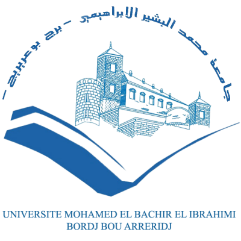 جامعة محمد البشير الإبراهيمي - برج بوعريريج -
UNIVERSITE MOHAMED EL BACHIR EL IBRAHIMI
BORDJ BOU ARRERIDJ